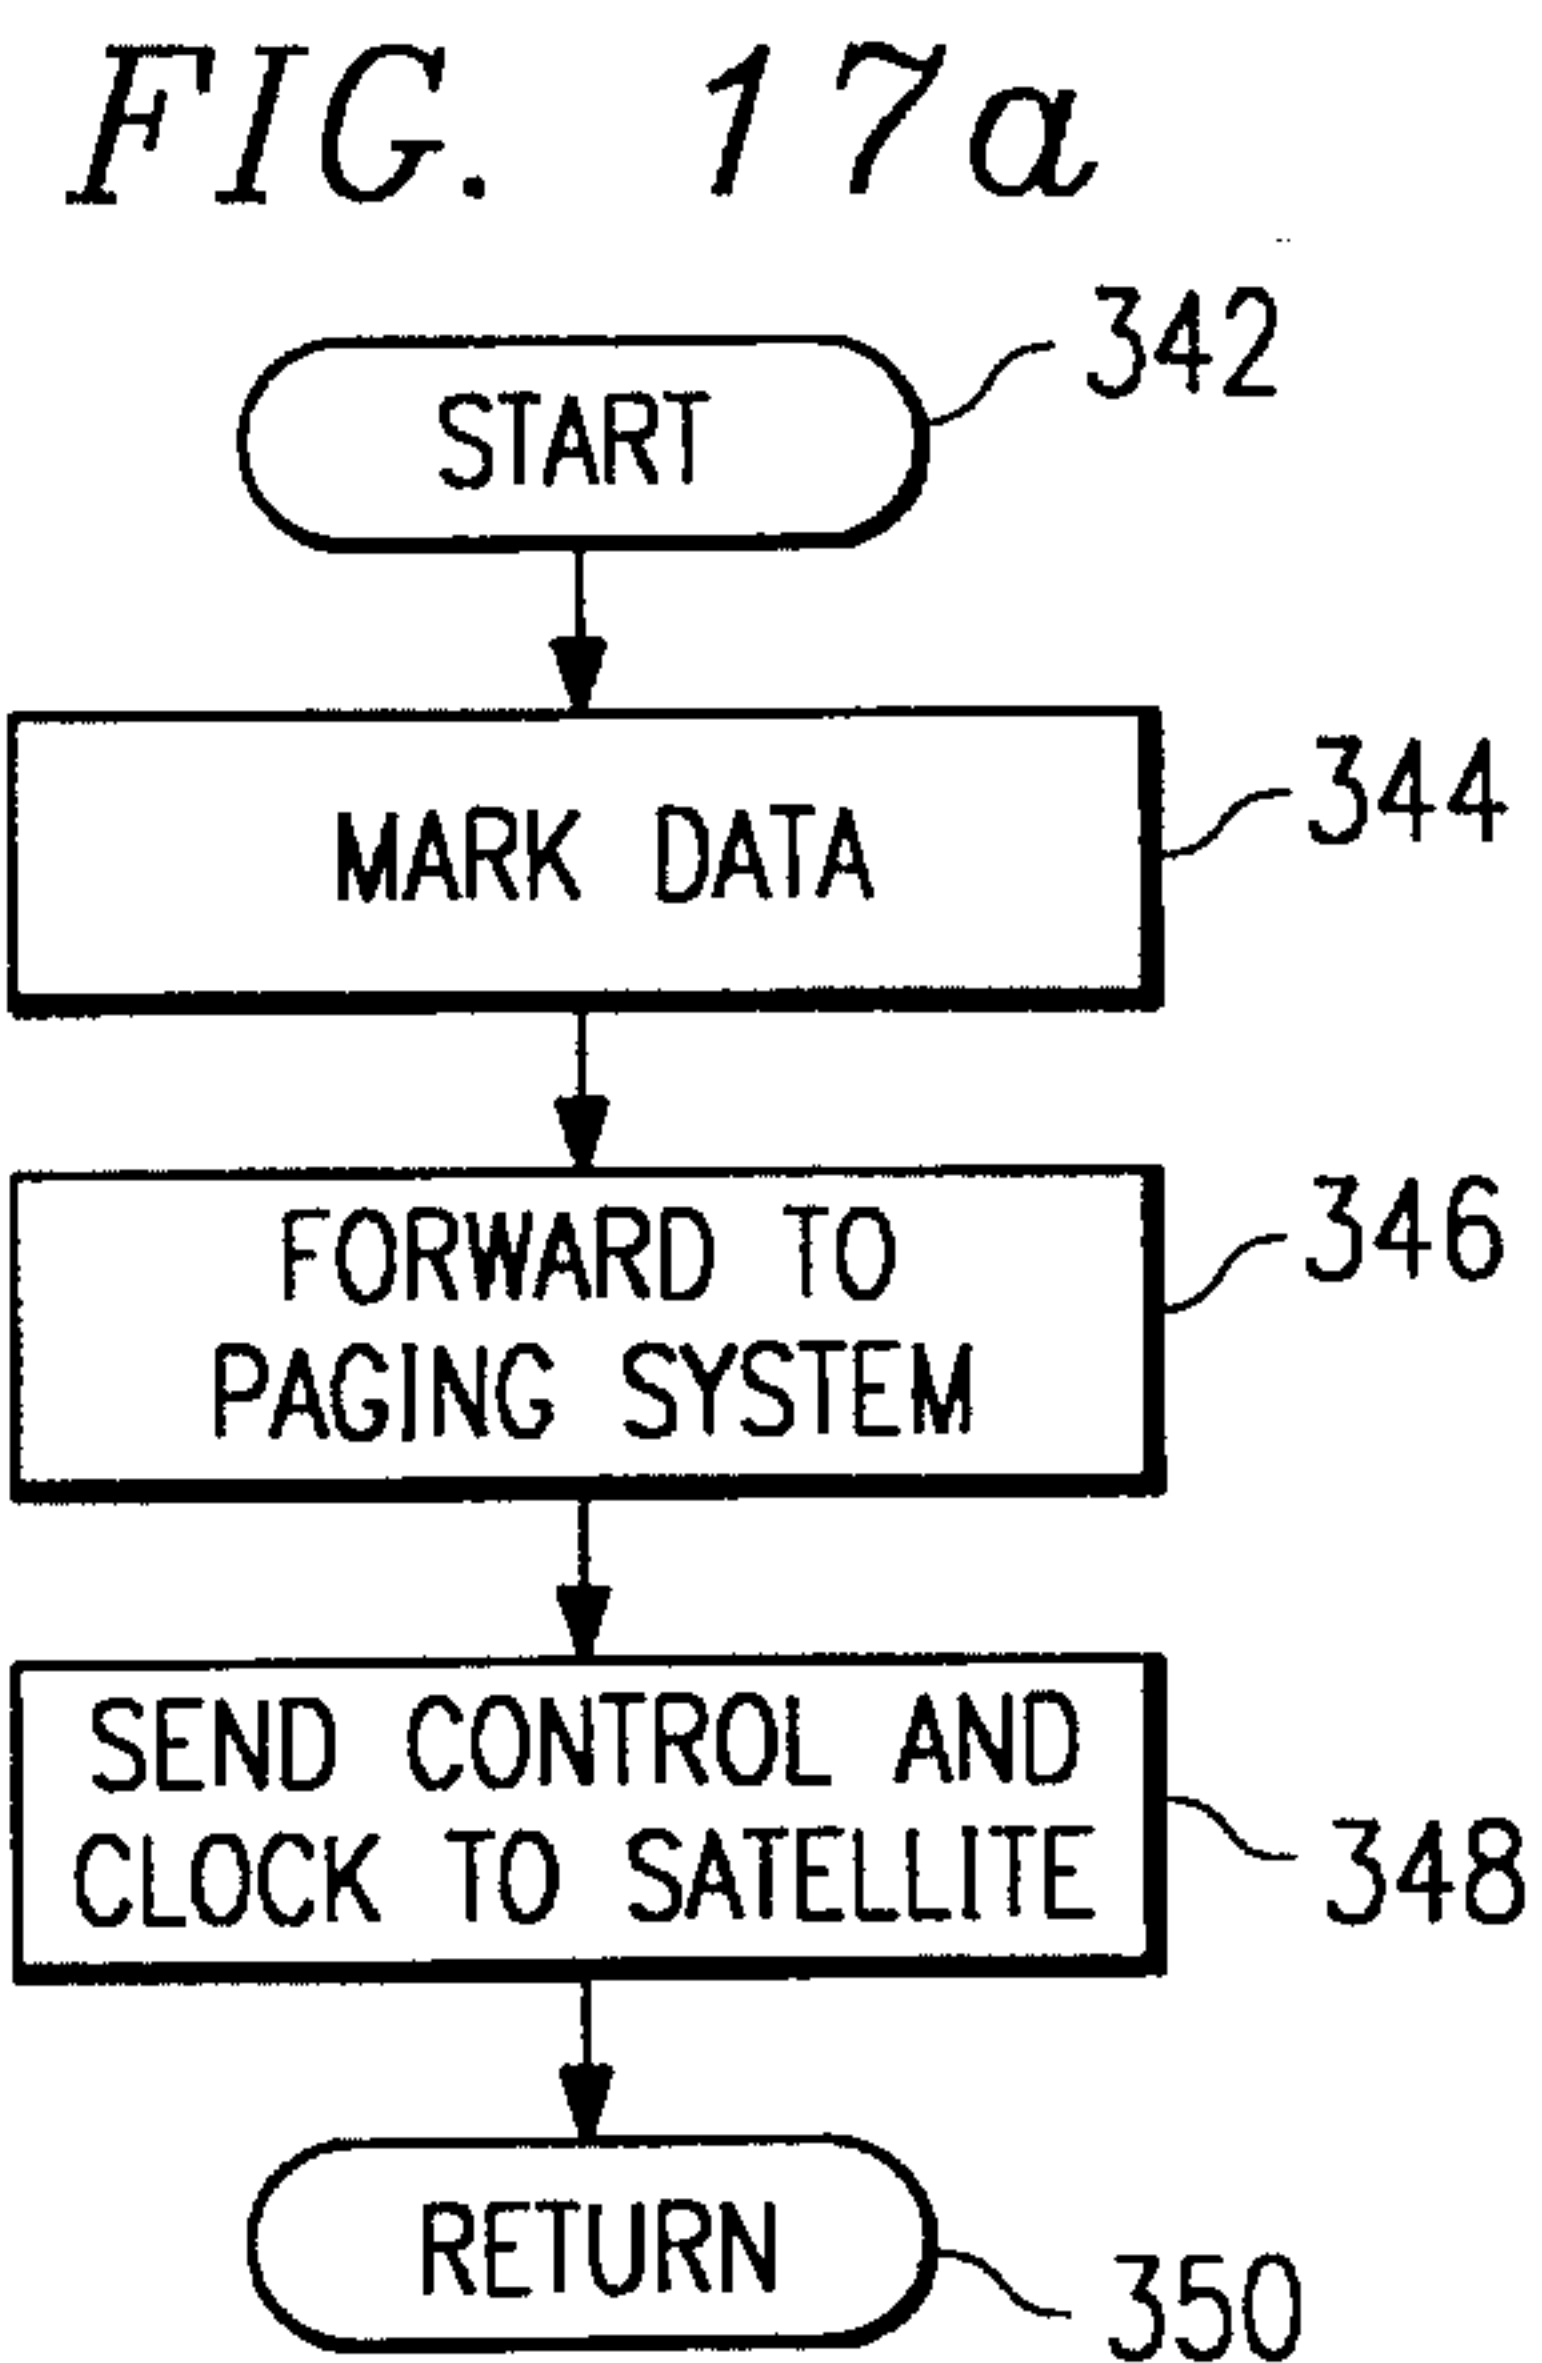 FIG. 17a
342
START
344
MARK DATA
346
FORWARD TO
PAGING SYSTEM
SEND CONTROL AND
CLOCK TO SATELLITE
348
RETURN
350